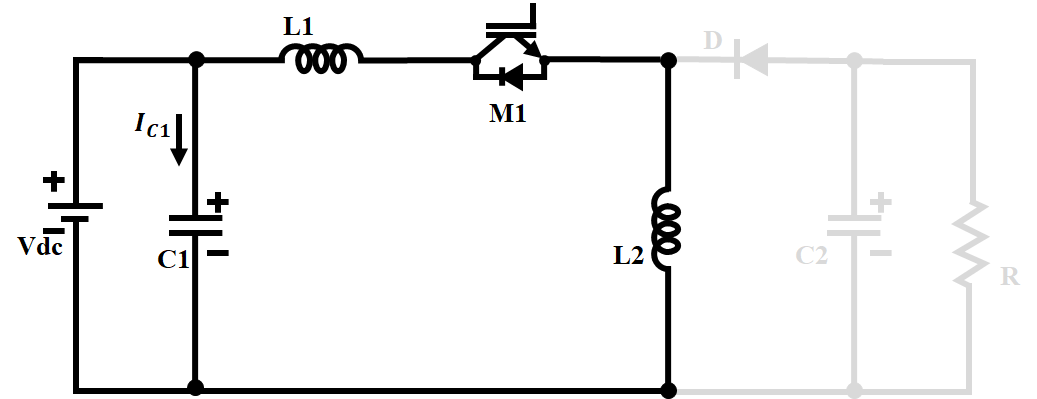 L1
D
M1
I_C1
+
+
+
Vdc
−
C1
−
L2
C2
−
R